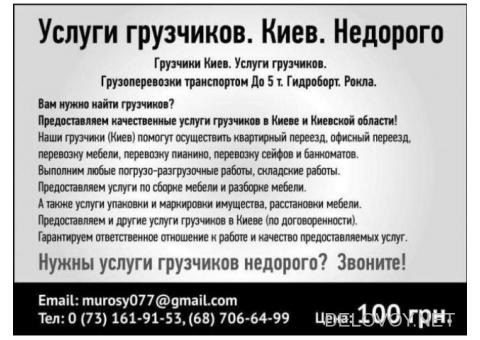 Услуги грузчиков. Киев. Недорого
Грузчики Киев. Услуги грузчиков.
Грузоперевозки транспортом До 5 т. Гидроборт. Рокла.
Вам нужно найти грузчиков?
Предоставляем качественные услуги грузчиков в Киеве и Киевской области!
Наши грузчики (Киев) помогут осуществить квартирный переезд, офисный переезд,
перевозку мебели, перевозку пианино, перевозку сейфов и банкоматов.
Выполним любые погрузо-разгрузочные работы, складские работы.
Предоставляем услуги по сборке мебели и разборке мебели.
А также услуги упаковки и маркировки имущества, расстановки мебели.
Предоставляем и другие услуги грузчиков в Киеве (по договоренности).
Гарантируем ответственное отношение к работе и качество предоставляемых услуг.
Нужны услуги грузчиков недорого? Звоните!
Email: murosy077@gmail.com
Тел: 0 (73) 161-91-53, (68) 706-64-99
Цена: 100 грн.
DELOVOY.NET